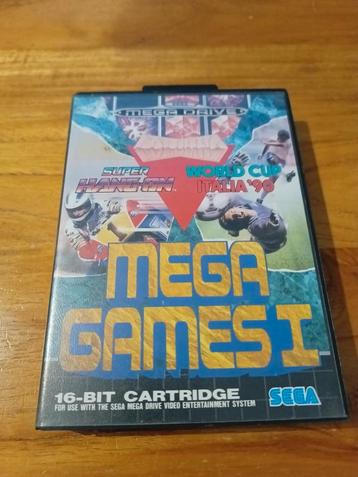 MEGA DRIVE
COLUMNS
SUPER
HANG-ON
WORLD CUP
ITALIA '90
MEGA
GAMES I
16-BIT CARTRIDGE
FOR USE WITH THE SEGA MEGA DRIVE VIDEO ENTERTAINMENT SYSTEM
SEGA